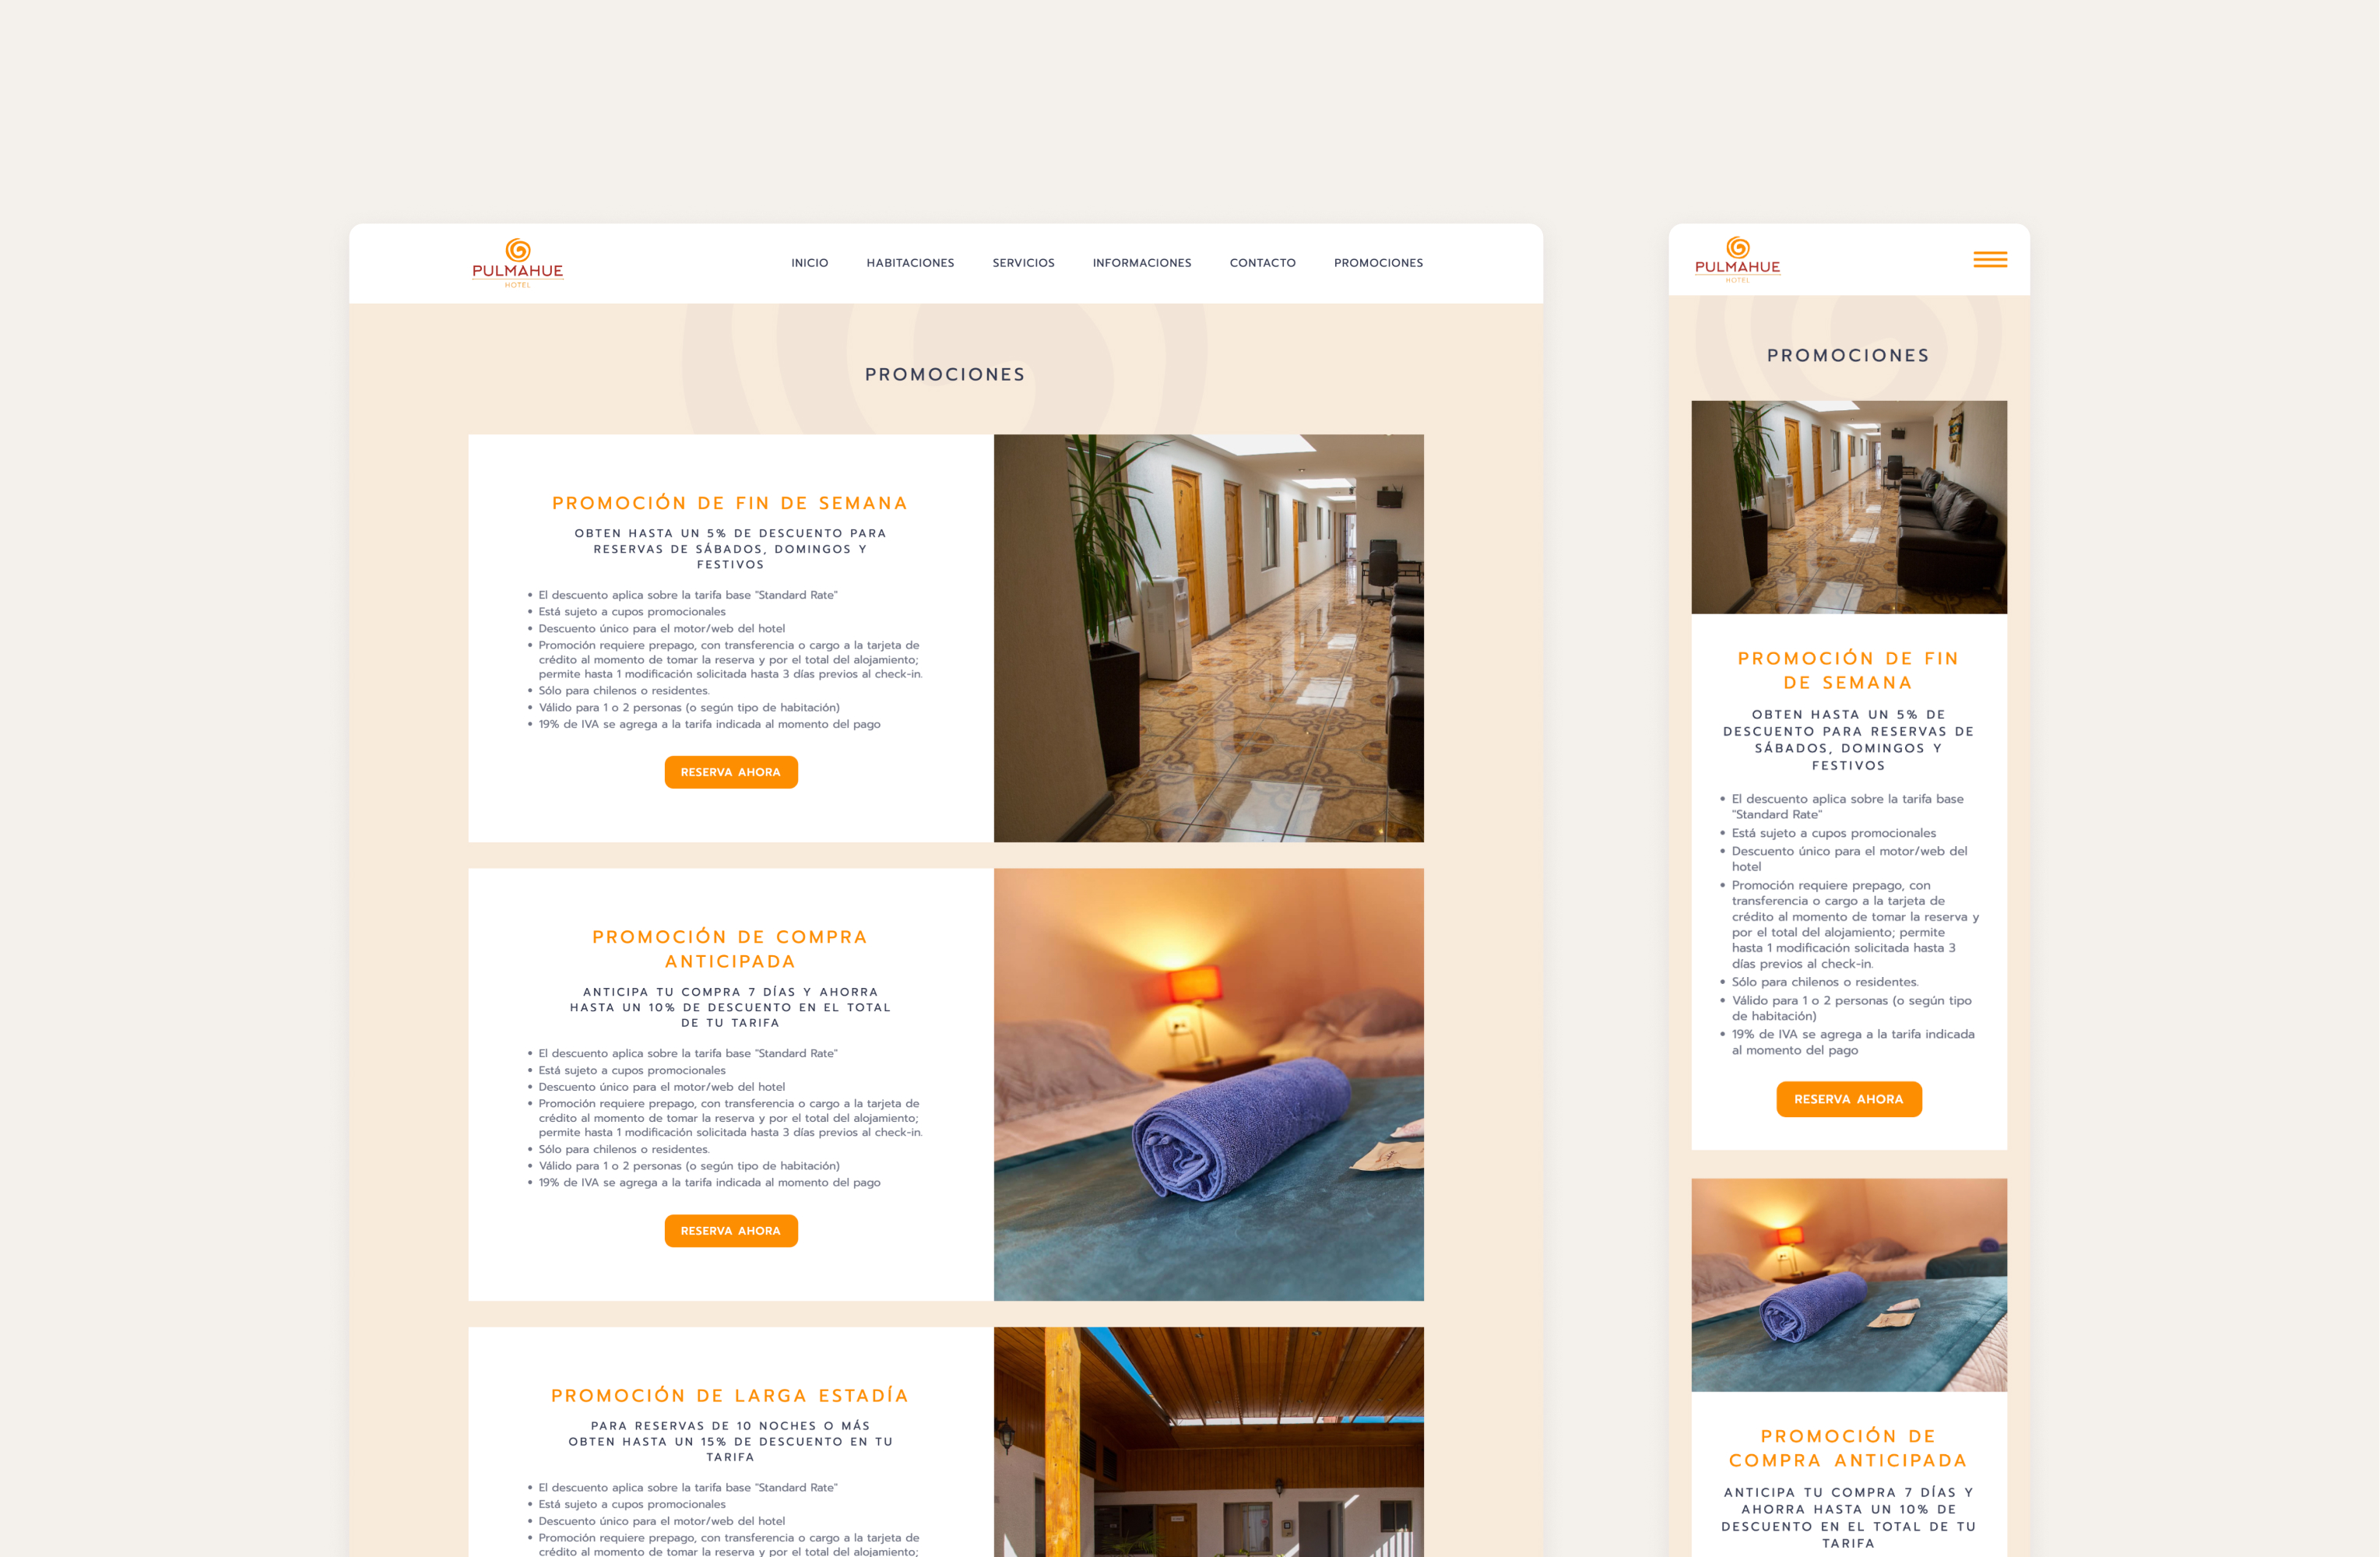 PULMAHUE
HOTEL
INICIO HABITACIONES SERVICIOS INFORMACIONES CONTACTO PROMOCIONES
PROMOCIONES
PROMOCIÓN DE FIN DE SEMANA
OBTEN HASTA UN 5% DE DESCUENTO PARA
RESERVAS DE SÁBADOS, DOMINGOS Y
FESTIVOS
• El descuento aplica sobre la tarifa base "Standard Rate"
• Está sujeto a cupos promocionales
• Descuento único para el motor/web del hotel
• Promoción requiere prepago, con transferencia o cargo a la tarjeta de
crédito al momento de tomar la reserva y por el total del alojamiento;
permite hasta 1 modificación solicitada hasta 3 días previos al check-in.
• Sólo para chilenos o residentes.
• Válido para 1 o 2 personas (o según tipo de habitación)
• 19% de IVA se agrega a la tarifa indicada al momento del pago
RESERVA AHORA
PROMOCIÓN DE COMPRA
ANTICIPADA
ANTICIPA TU COMPRA 7 DÍAS Y AHORRA
HASTA UN 10% DE DESCUENTO EN EL TOTAL
DE TU TARIFA
• El descuento aplica sobre la tarifa base "Standard Rate"
• Está sujeto a cupos promocionales
• Descuento único para el motor/web del hotel
• Promoción requiere prepago, con transferencia o cargo a la tarjeta de
crédito al momento de tomar la reserva y por el total del alojamiento;
permite hasta 1 modificación solicitada hasta 3 días previos al check-in.
• Sólo para chilenos o residentes.
• Válido para 1 o 2 personas (o según tipo de habitación)
• 19% de IVA se agrega a la tarifa indicada al momento del pago
RESERVA AHORA
PROMOCIÓN DE LARGA ESTADÍA
PARA RESERVAS DE 10 NOCHES O MÁS
OBTEN HASTA UN 15% DE DESCUENTO EN TU
TARIFA
• El descuento aplica sobre la tarifa base "Standard Rate"
• Está sujeto a cupos promocionales
• Descuento único para el motor/web del hotel
• Promoción requiere prepago, con transferencia o cargo a la tarjeta de
crédito al momento de tomar la reserva y por el total del alojamiento;
PULMAHUE
HOTEL
PROMOCIONES
PROMOCIÓN DE FIN
DE SEMANA
OBTEN HASTA UN 5% DE
DESCUENTO PARA RESERVAS DE
SÁBADOS, DOMINGOS Y
FESTIVOS
• El descuento aplica sobre la tarifa base
"Standard Rate"
• Está sujeto a cupos promocionales
• Descuento único para el motor/web del
hotel
• Promoción requiere prepago, con
transferencia o cargo a la tarjeta de
crédito al momento de tomar la reserva y
por el total del alojamiento; permite
hasta 1 modificación solicitada hasta 3
días previos al check-in.
• Sólo para chilenos o residentes.
• Válido para 1 o 2 personas (o según tipo
de habitación)
• 19% de IVA se agrega a la tarifa indicada
al momento del pago
RESERVA AHORA
PROMOCIÓN DE
COMPRA ANTICIPADA
ANTICIPA TU COMPRA 7 DÍAS Y
AHORRA HASTA UN 10% DE
DESCUENTO EN EL TOTAL DE TU
TARIFA